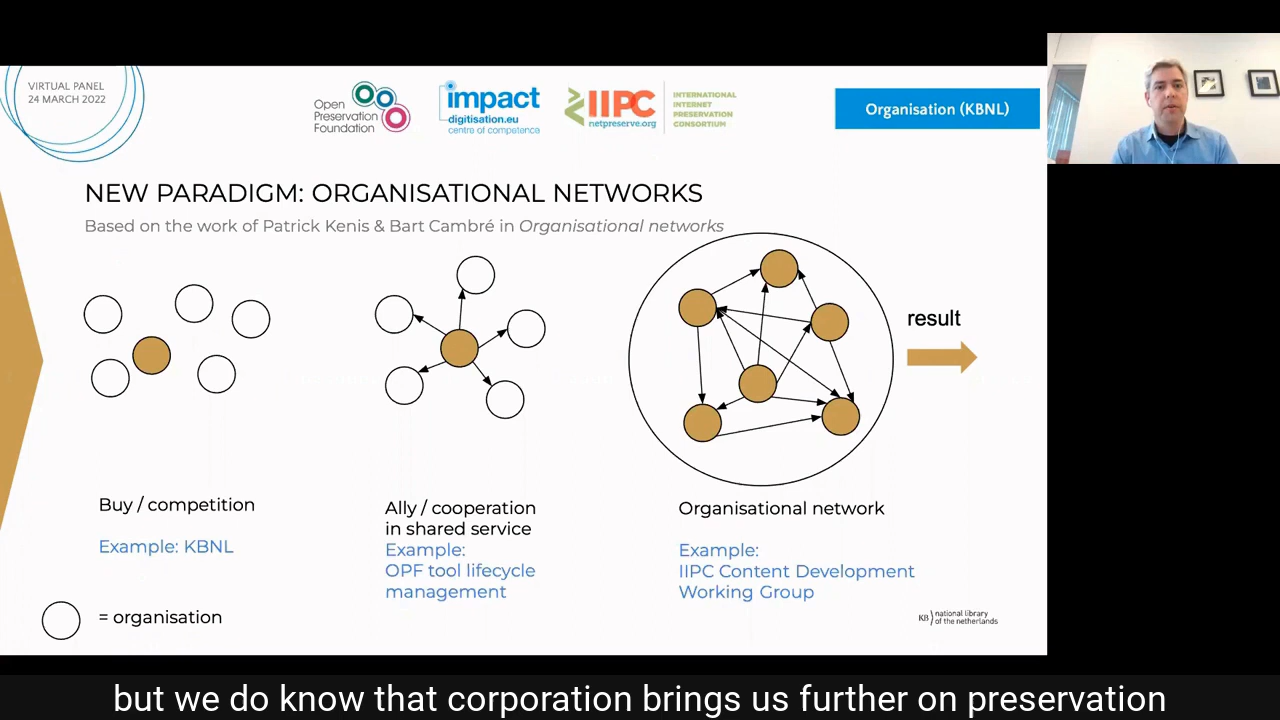 VIRTUAL PANEL
24 MARCH 2022
Open
Preservation
Foundation
impact
digitisation.eu
centre of competence
IIPC
netpreserve.org
INTERNATIONAL
INTERNET
PRESERVATION
CONSORTIUM
Organisation (KBNL)
NEW PARADIGM: ORGANISATIONAL NETWORKS
Based on the work of Patrick Kenis & Bart Cambré in Organisational networks
result
Buy / competition
Example: KBNL
Ally / cooperation
in shared service
Example:
OPF tool lifecycle
management
Organisational network
Example:
IIPC Content Development
Working Group
= organisation
KB national library
of the netherlands
but we do know that corporation brings us further on preservation